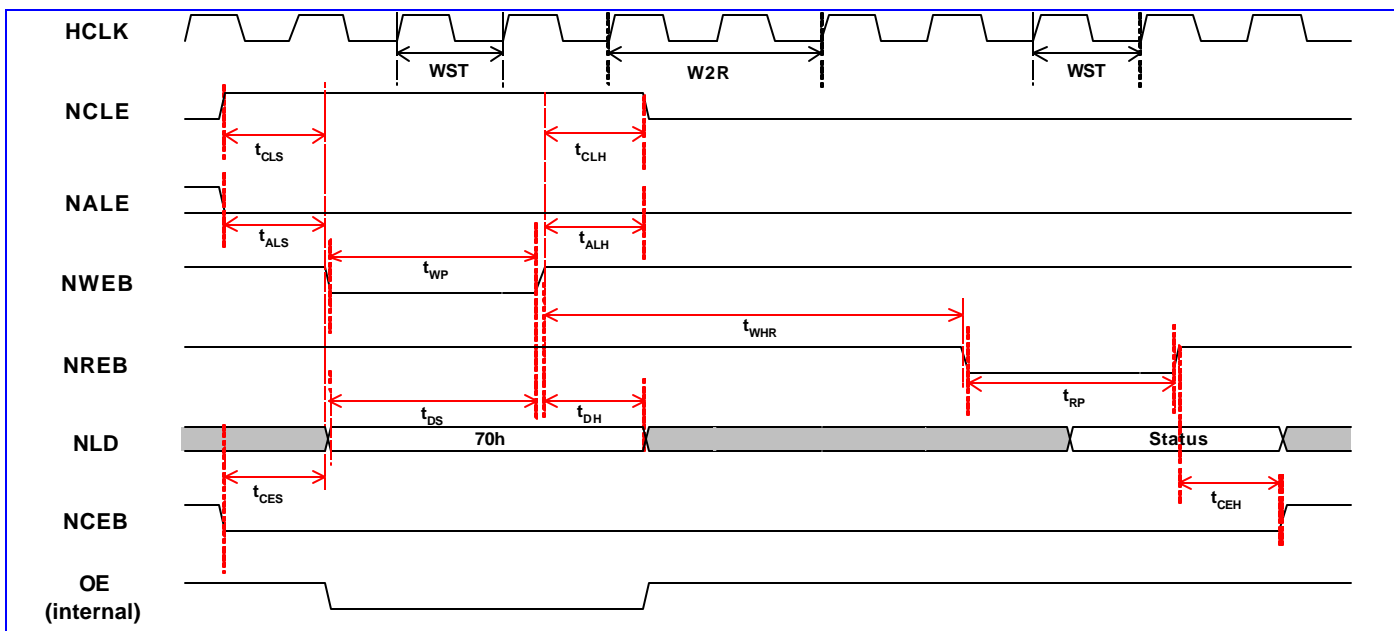 HCLK
WST
W2R
WST
NCLE
tCLS
tCLH
NALE
tALS
tALH
NWEB
tWP
tWHR
NREB
tDS
tDH
tRP
NLD
70h
Status
tCES
tCEH
NCEB
OE
(internal)